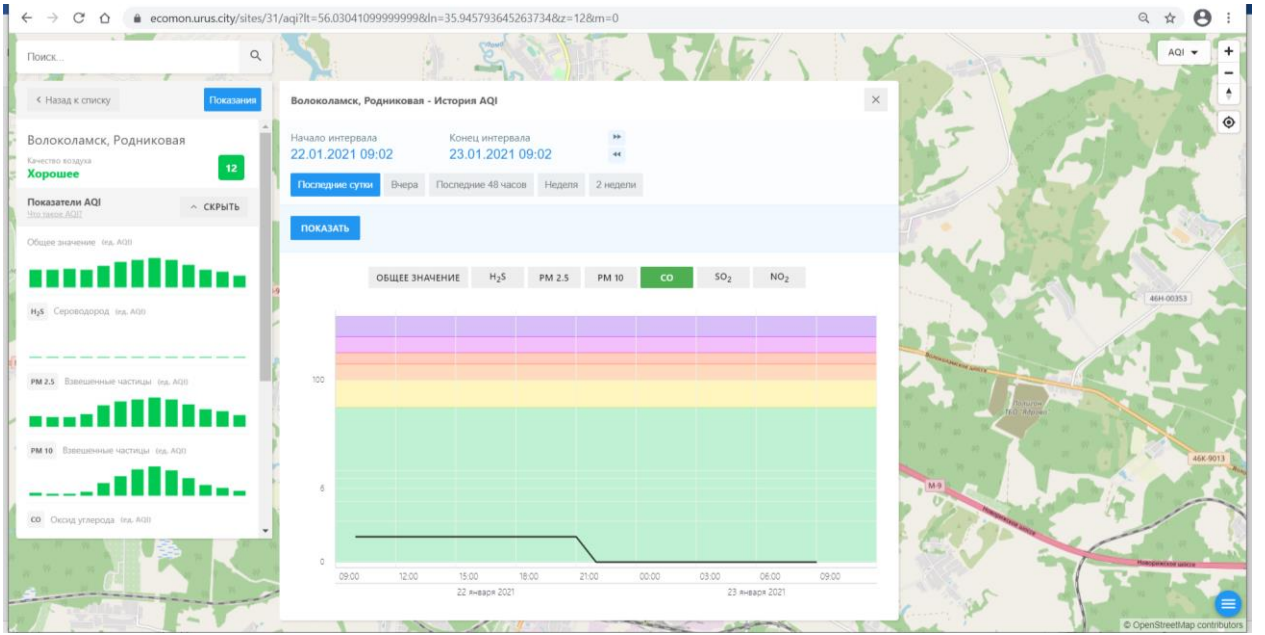 ecomon.urus.city/sites/31/aqi?lt=56.03041099999999&ln=35.945793645263734&z=12&m=0
Поиск...
AQI
Назад к списку
Показания
Волоколамск, Родниковая - История AQI
Волоколамск, Родниковая
Качество воздуха
Хорошее
12
Показатели AQI
Что такое AQI?
СКРЫТЬ
Общее значение (ед. AQI)
H₂S Сероводород (ед. AQI)
PM 2.5 Взвешенные частицы (ед. AQI)
PM 10 Взвешенные частицы (ед. AQI)
CO Оксид углерода (ед. AQI)
Начало интервала Конец интервала
22.01.2021 09:02 23.01.2021 09:02
Последние сутки Вчера Последние 48 часов Неделя 2 недели
ПОКАЗАТЬ
ОБЩЕЕ ЗНАЧЕНИЕ H₂S PM 2.5 PM 10 CO SO₂ NO₂
100
6
0
09:00 12:00 15:00 18:00 21:00 00:00 03:00 06:00 09:00
22 января 2021 23 января 2021
46Н-00353
Волоколамское шоссе
ТКО "Ядрово"
46К-9013
М-9
Новорижское шоссе
Новорижское шоссе
© OpenStreetMap contributors